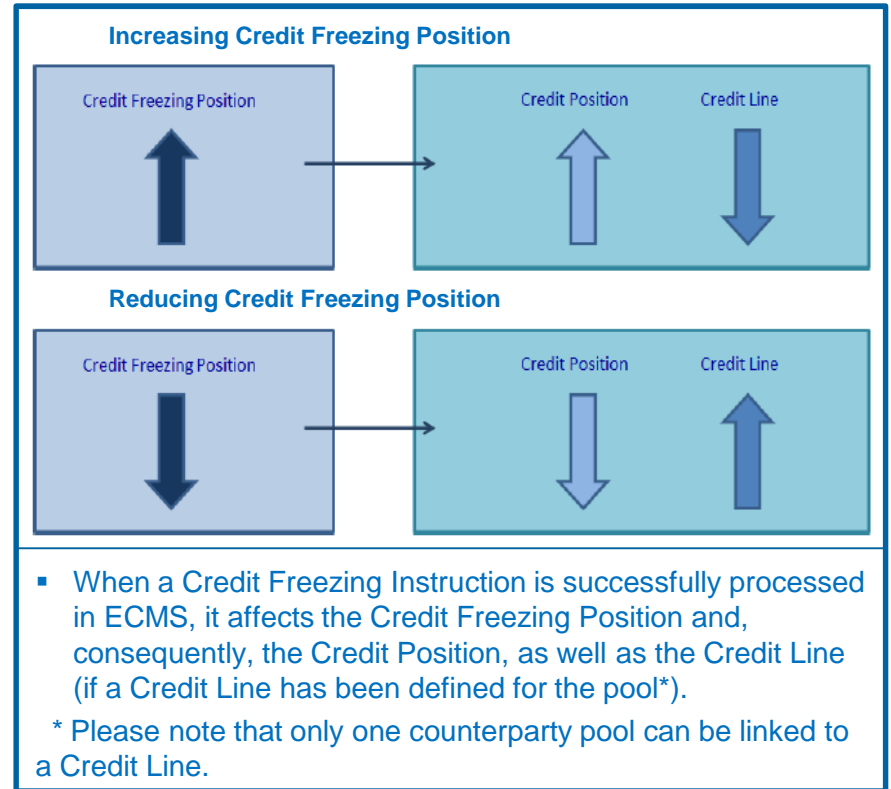 Increasing Credit Freezing Position
Credit Freezing Position
Credit Position Credit Line
Reducing Credit Freezing Position
Credit Freezing Position
Credit Position Credit Line
▪ When a Credit Freezing Instruction is successfully processed
in ECMS, it affects the Credit Freezing Position and,
consequently, the Credit Position, as well as the Credit Line
(if a Credit Line has been defined for the pool*).
* Please note that only one counterparty pool can be linked to
a Credit Line.